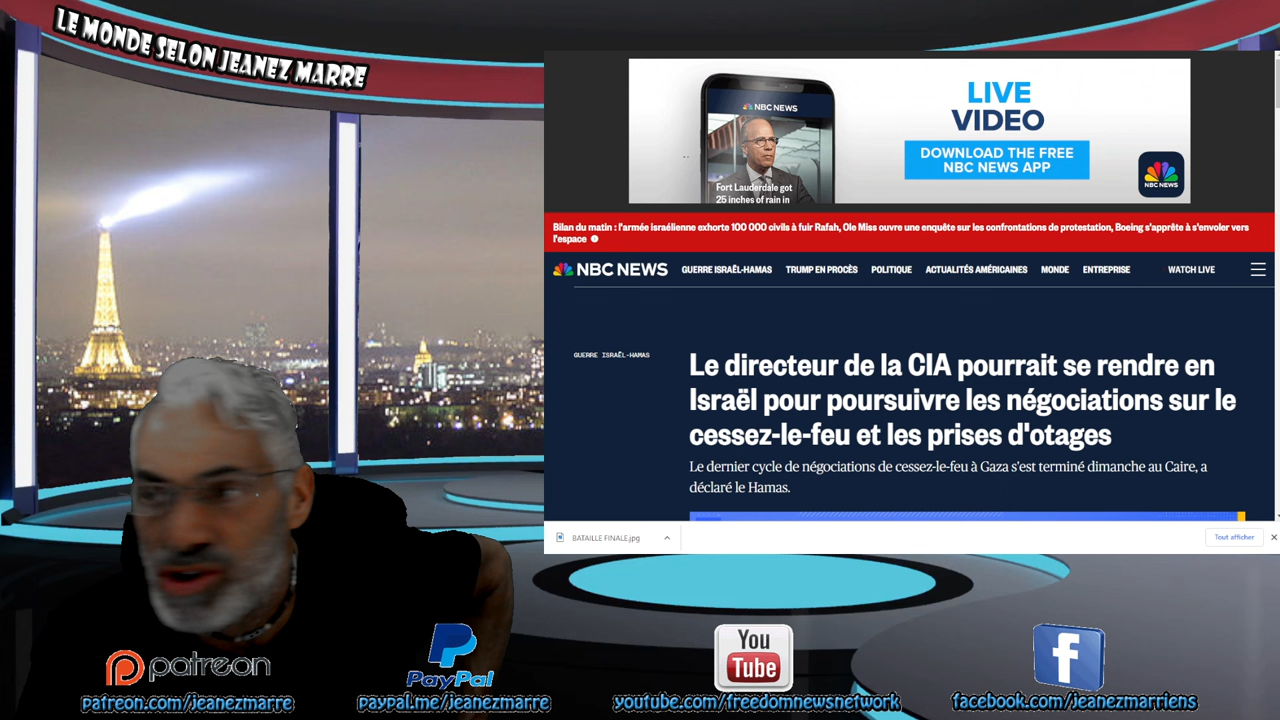 LE MONDE SELON JEANEZ MARRE
NBC NEWS
Fort Lauderdale got
25 inches of rain in
LIVE
VIDEO
DOWNLOAD THE FREE
NBC NEWS APP
NBC NEWS
Bilan du matin : l'armée israélienne exhorte 100 000 civils à fuir Rafah, Ole Miss ouvre une enquête sur les confrontations de protestation, Boeing s'apprête à s'envoler vers
l'espace
NBC NEWS GUERRE ISRAËL-HAMAS TRUMP EN PROCÈS POLITIQUE ACTUALITÉS AMÉRICAINES MONDE ENTREPRISE WATCH LIVE
GUERRE ISRAËL-HAMAS
Le directeur de la CIA pourrait se rendre en
Israël pour poursuivre les négociations sur le
cessez-le-feu et les prises d'otages
Le dernier cycle de négociations de cessez-le-feu à Gaza s'est terminé dimanche au Caire, a
déclaré le Hamas.
BATAILLE FINALE.jpg
Tout afficher
patreon
patreon.com/jeanezmarre
PayPal
paypal.me/jeanezmarre
You
Tube
youtube.com/freedomnewsnetwork
f
facebook.com/jeanezmarriens